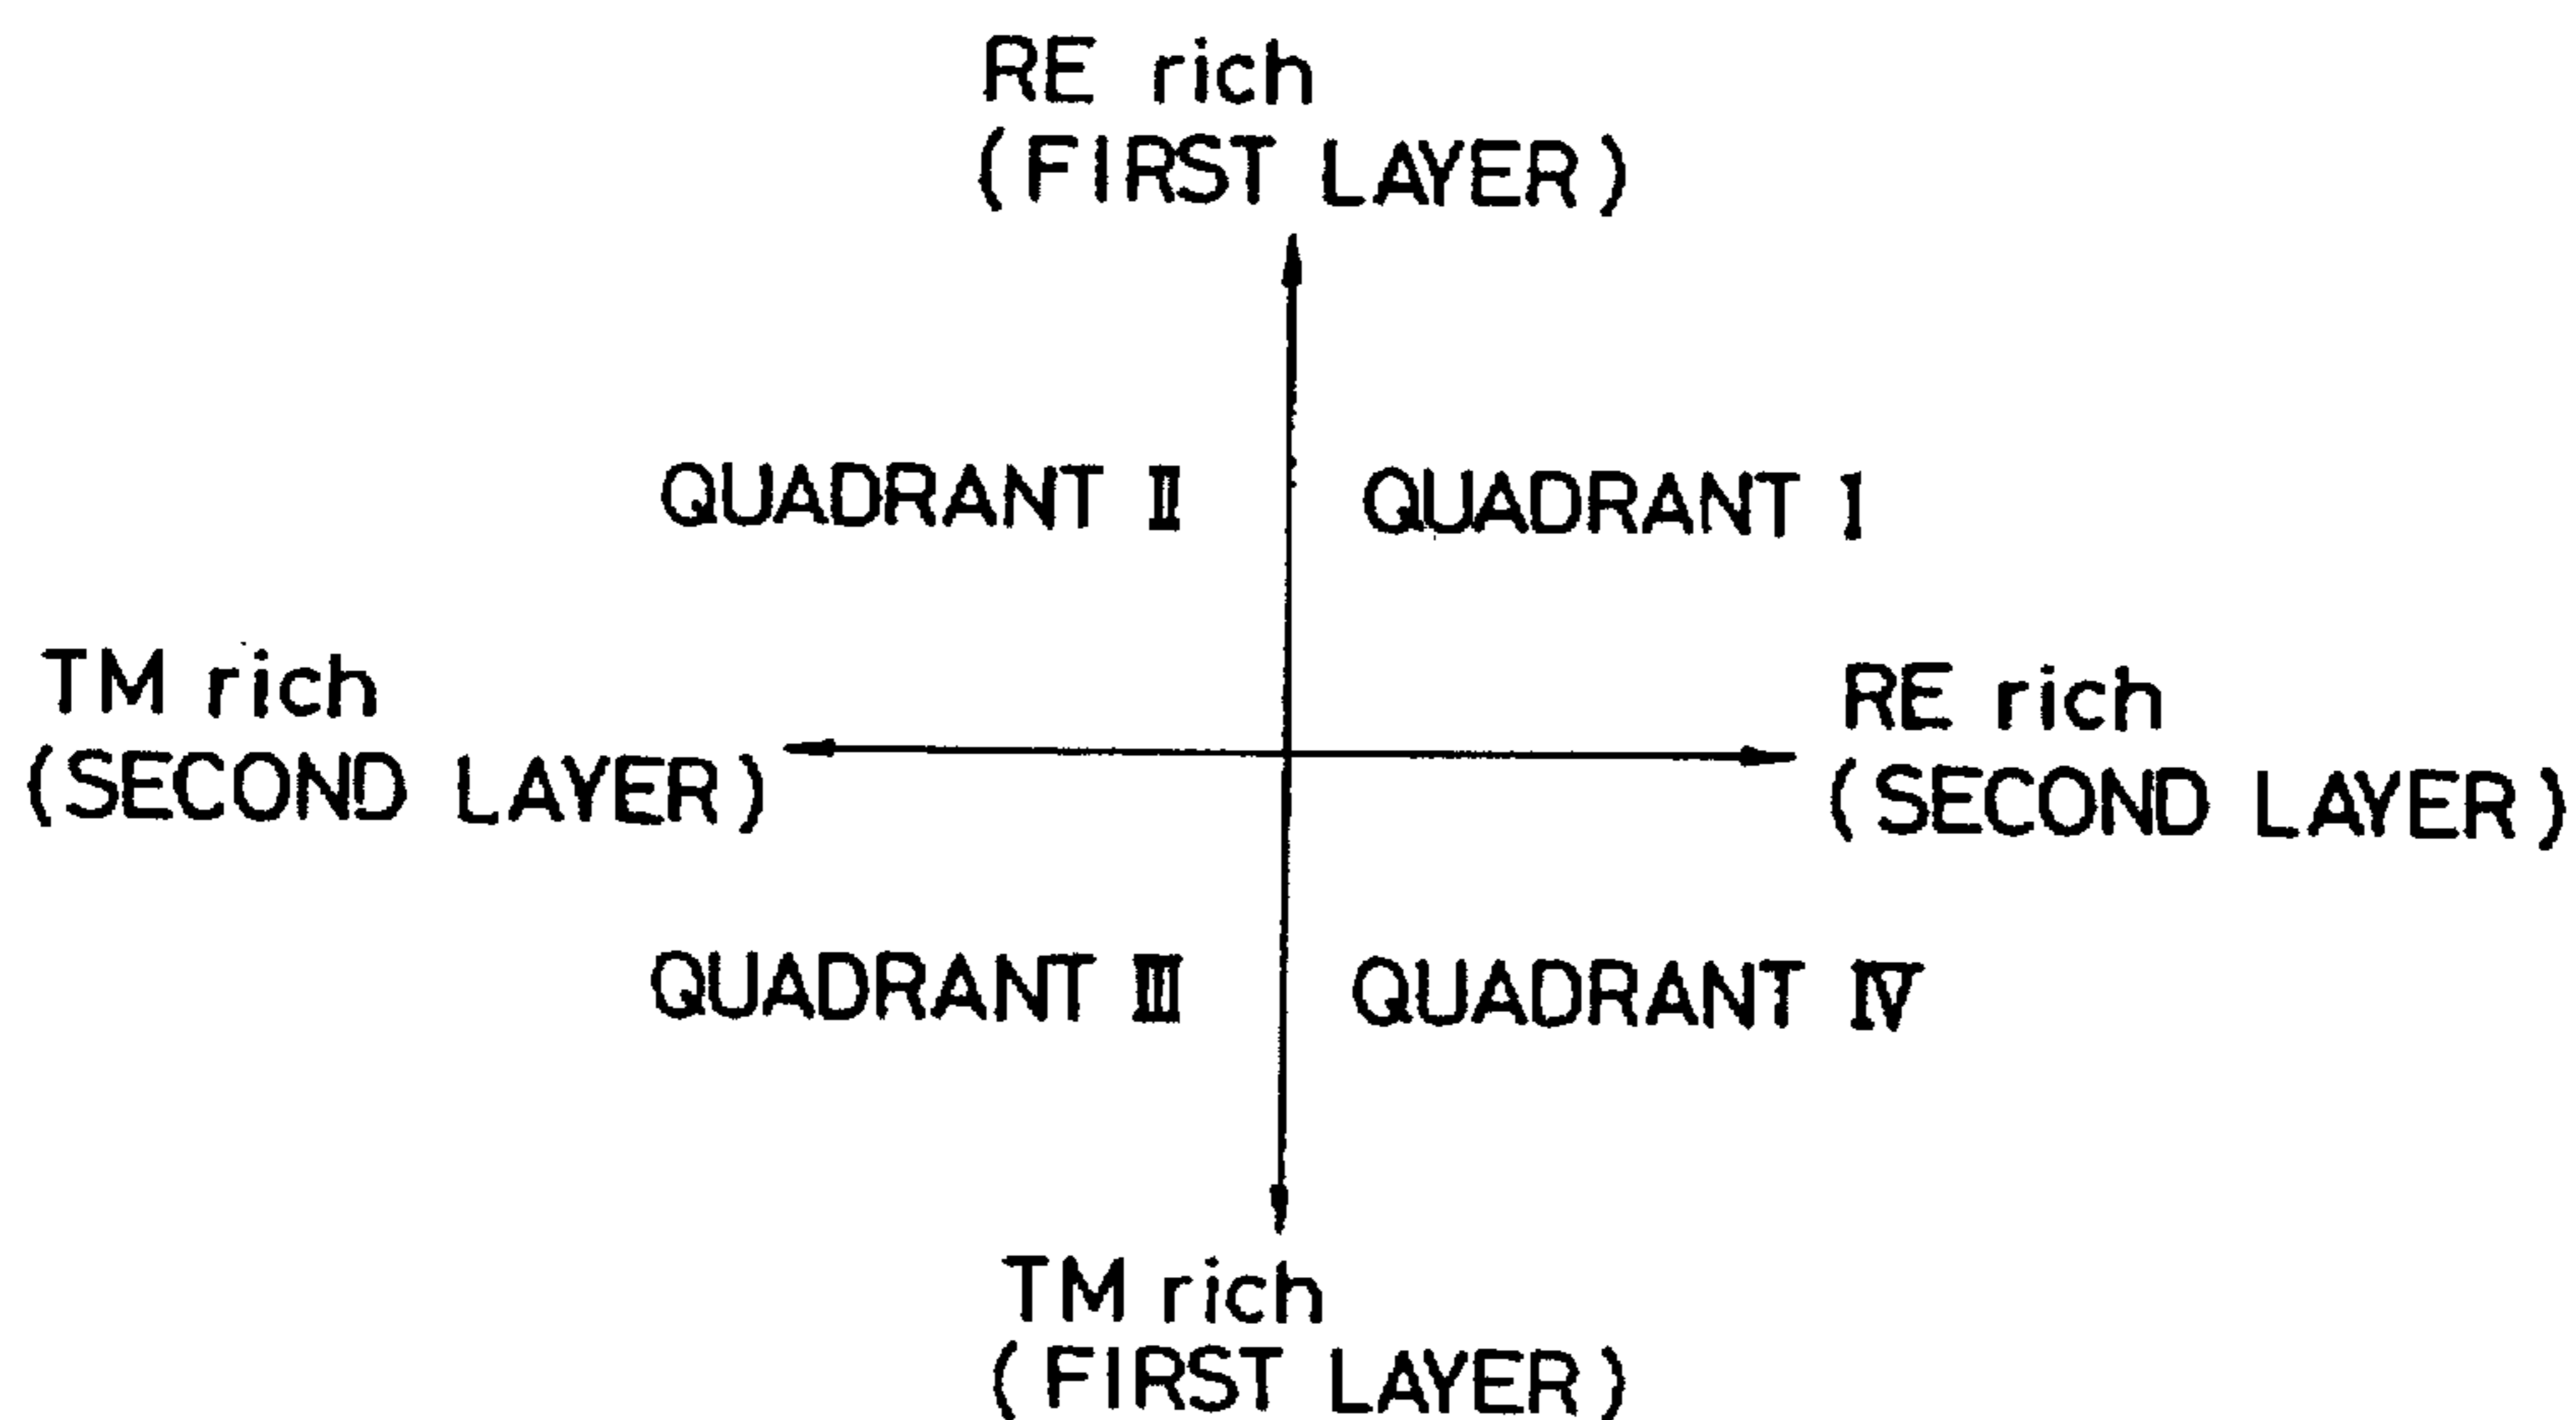 RE rich
(FIRST LAYER)
QUADRANT II
QUADRANT I
TM rich
(SECOND LAYER)
RE rich
(SECOND LAYER)
QUADRANT III
QUADRANT IV
TM rich
(FIRST LAYER)